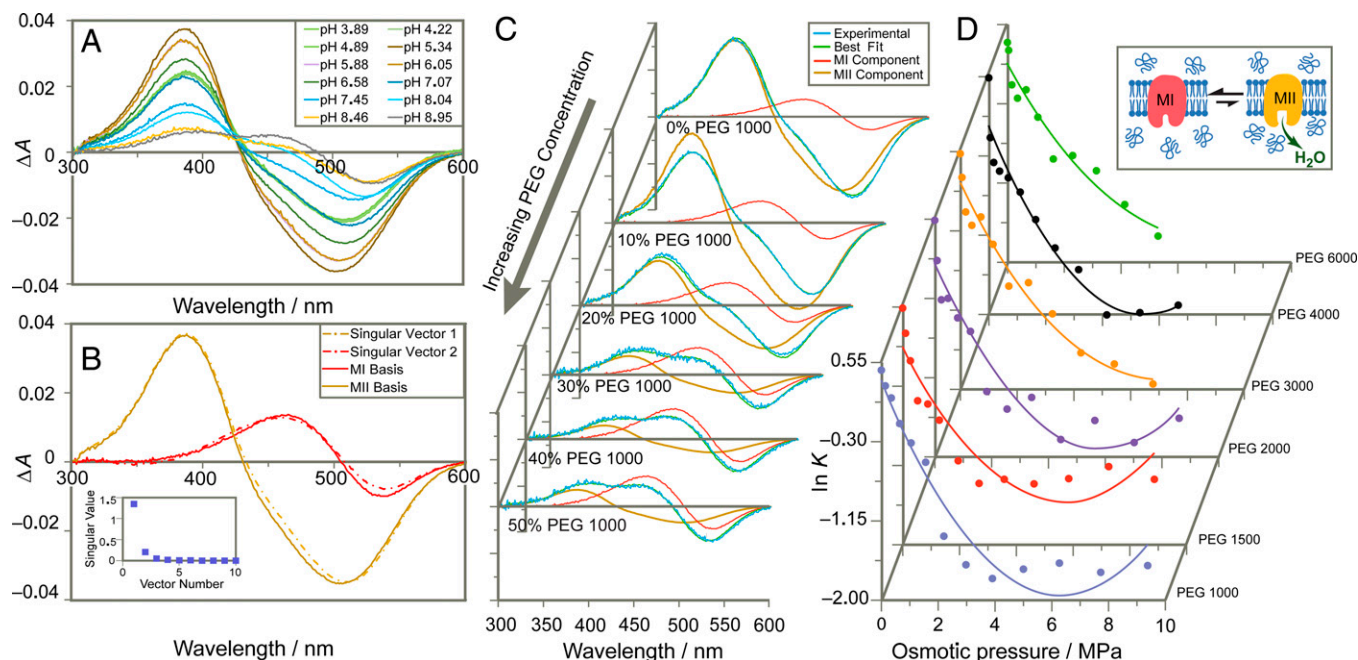 A
0.04
0.02
0
−0.02
−0.04
ΔA
300
400
500
600
Wavelength / nm
pH 3.89 pH 4.22
pH 4.89 pH 5.34
pH 5.88 pH 6.05
pH 6.58 pH 7.07
pH 7.45 pH 8.04
pH 8.46 pH 8.95
B
0.04
0.02
0
−0.02
−0.04
ΔA
300
400
500
600
Wavelength / nm
Singular Vector 1
Singular Vector 2
MI Basis
MII Basis
Singular Value
1.5
1
0.5
0
0
5
10
Vector Number
C
Increasing PEG Concentration
Experimental
Best Fit
MI Component
MII Component
0% PEG 1000
10% PEG 1000
20% PEG 1000
30% PEG 1000
40% PEG 1000
50% PEG 1000
300 350 400 450 500 550 600
Wavelength / nm
D
MI
MII
H₂O
PEG 6000
PEG 4000
PEG 3000
PEG 2000
PEG 1500
PEG 1000
0.55
−0.30
−1.15
−2.00
ln K
0 2 4 6 8 10
Osmotic pressure / MPa